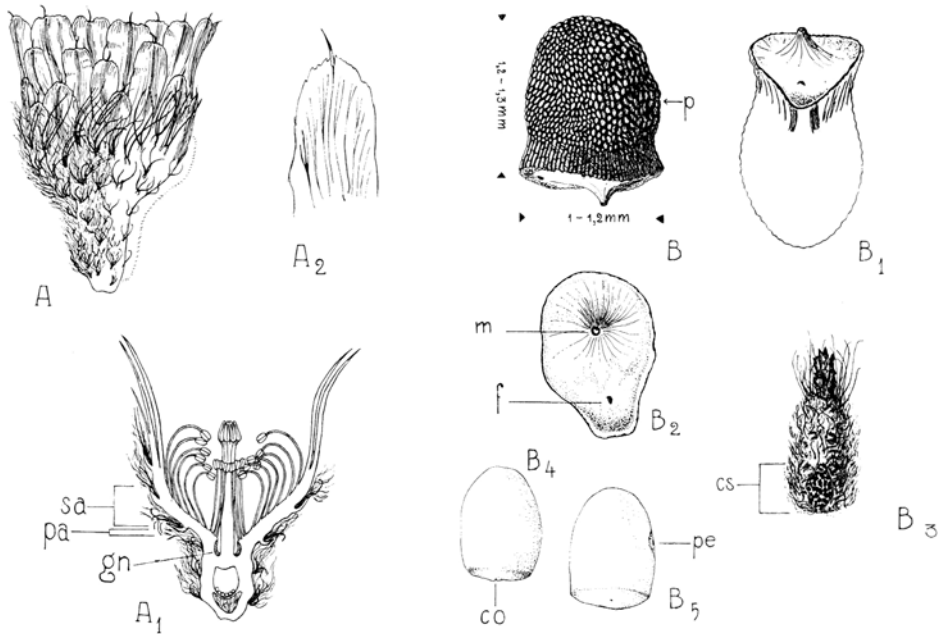 A
A2
1,2 – 1,3 mm
p
1 – 1,2 mm
B
B1
m
f
B2
cs
B3
sa
pa
gn
A1
B4
co
pe
B5